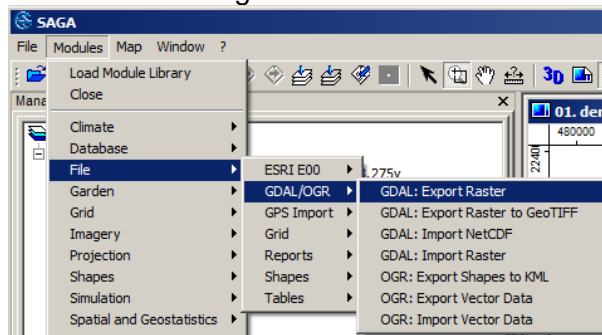 SAGA
File Modules Map Window ?
Load Module Library
Close
Mana
Climate
Database
File
Garden
Grid
Imagery
Projection
Shapes
Simulation
Spatial and Geostatistics
ESRI E00
GDAL/OGR
GPS Import
Grid
Reports
Shapes
Tables
.275v
GDAL: Export Raster
GDAL: Export Raster to GeoTIFF
GDAL: Import NetCDF
GDAL: Import Raster
OGR: Export Shapes to KML
OGR: Export Vector Data
OGR: Import Vector Data
3D
01. der
480000
2240